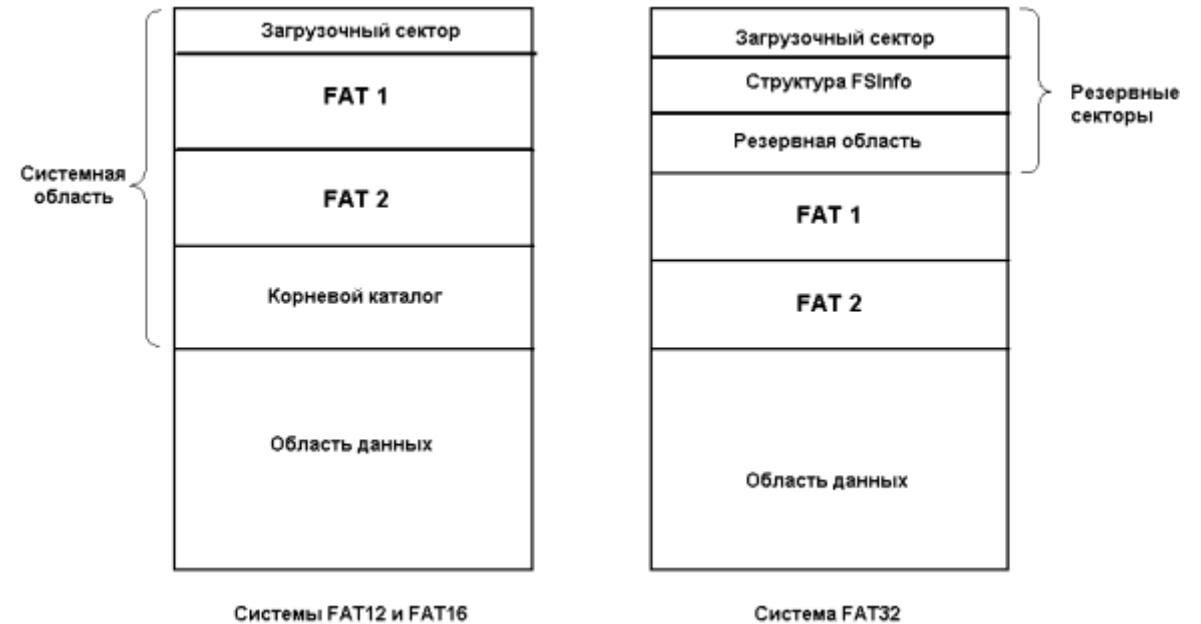 Загрузочный сектор
FAT 1
FAT 2
Системная
область
Корневой каталог
Область данных
Системы FAT12 и FAT16
Загрузочный сектор
Структура FSInfo
Резервная область
Резервные
секторы
FAT 1
FAT 2
Область данных
Система FAT32